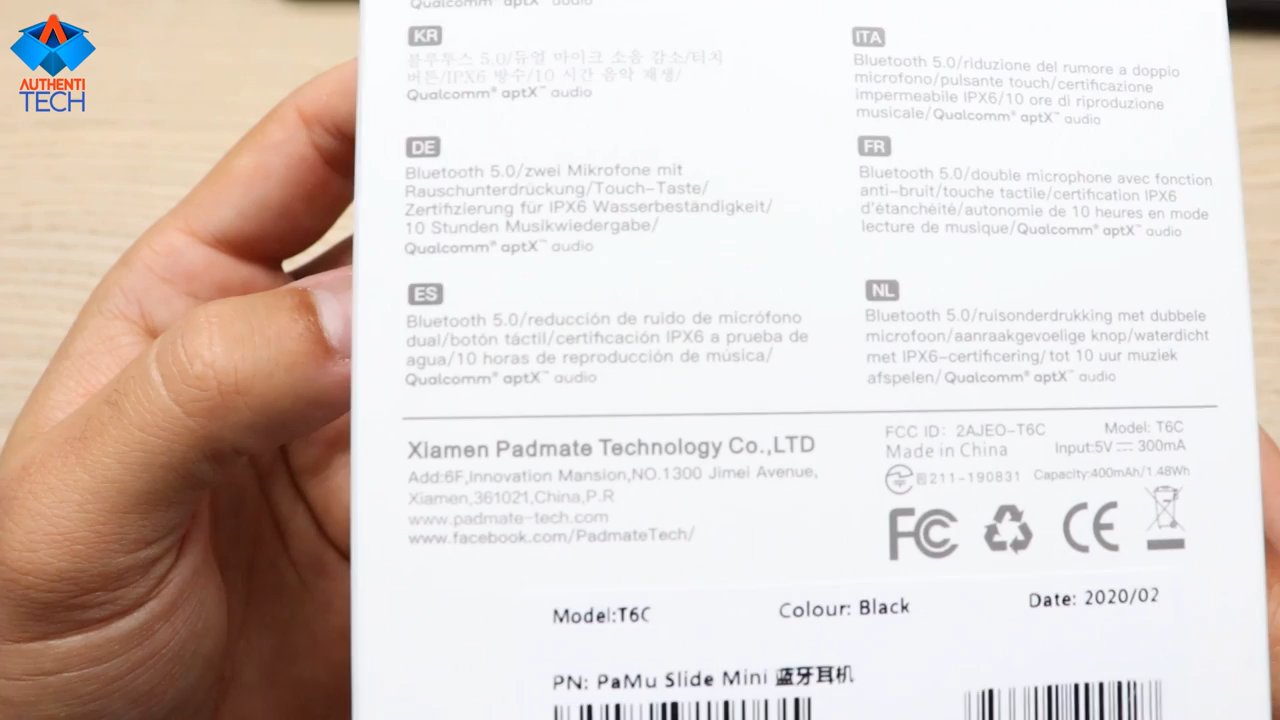 AUTHENTI
TECH
Qualcomm® aptX™ audio
KR
블루투스 5.0/듀얼 마이크 소음 감소/터치
버튼/IPX6 방수/10 시간 음악 재생/
Qualcomm® aptX™ audio
DE
Bluetooth 5.0/zwei Mikrofone mit
Rauschunterdrückung/Touch-Taste/
Zertifizierung für IPX6 Wasserbeständigkeit/
10 Stunden Musikwiedergabe/
Qualcomm® aptX™ audio
ES
Bluetooth 5.0/reducción de ruido de micrófono
dual/botón táctil/certificación IPX6 a prueba de
agua/10 horas de reproducción de música/
Qualcomm® aptX™ audio
ITA
Bluetooth 5.0/riduzione del rumore a doppio
microfono/pulsante touch/certificazione
impermeabile IPX6/10 ore di riproduzione
musicale/Qualcomm® aptX™ audio
FR
Bluetooth 5.0/double microphone avec fonction
anti-bruit/touche tactile/certification IPX6
d'étanchéité/autonomie de 10 heures en mode
lecture de musique/Qualcomm® aptX™ audio
NL
Bluetooth 5.0/ruisonderdrukking met dubbele
microfoon/aanraakgevoelige knop/waterdicht
met IPX6-certificering/tot 10 uur muziek
afspelen/Qualcomm® aptX™ audio
Xiamen Padmate Technology Co.,LTD
Add:6F,Innovation Mansion,NO.1300 Jimei Avenue,
Xiamen,361021,China,P.R
www.padmate-tech.com
www.facebook.com/PadmateTech/
FCC ID: 2AJEO-T6C Model: T6C
Made in China Input:5V⎓300mA
211-190831 Capacity:400mAh/1.48Wh
FC CE
Model:T6C Colour: Black Date: 2020/02
PN: PaMu Slide Mini 蓝牙耳机